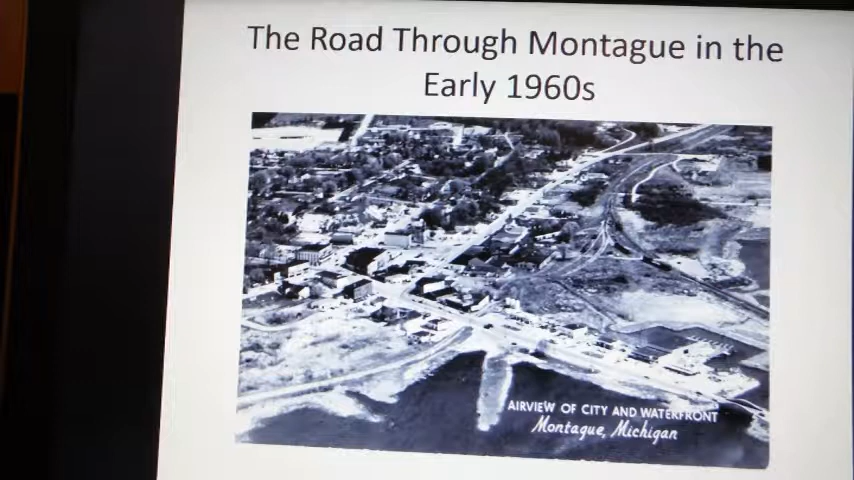 The Road Through Montague in the
Early 1960s
AIRVIEW OF CITY AND WATERFRONT
Montague, Michigan